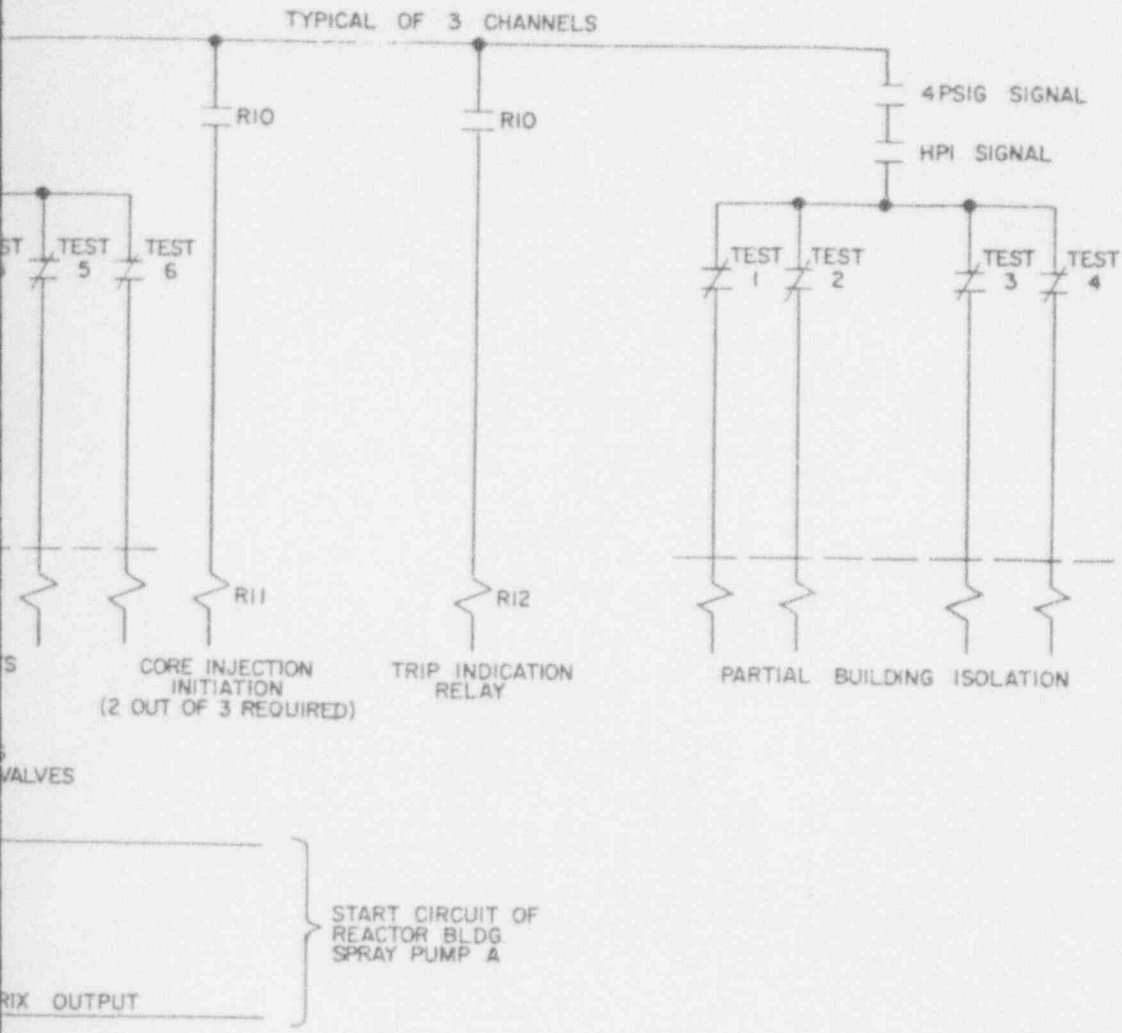 TYPICAL OF 3 CHANNELS
R10
R10
4PSIG SIGNAL
HPI SIGNAL
TEST
5
TEST
6
TEST
1
TEST
2
TEST
3
TEST
4
R11
R12
CORE INJECTION
INITIATION
(2 OUT OF 3 REQUIRED)
TRIP INDICATION
RELAY
PARTIAL BUILDING ISOLATION
VALVES
START CIRCUIT OF
REACTOR BLDG.
SPRAY PUMP A
RIX OUTPUT